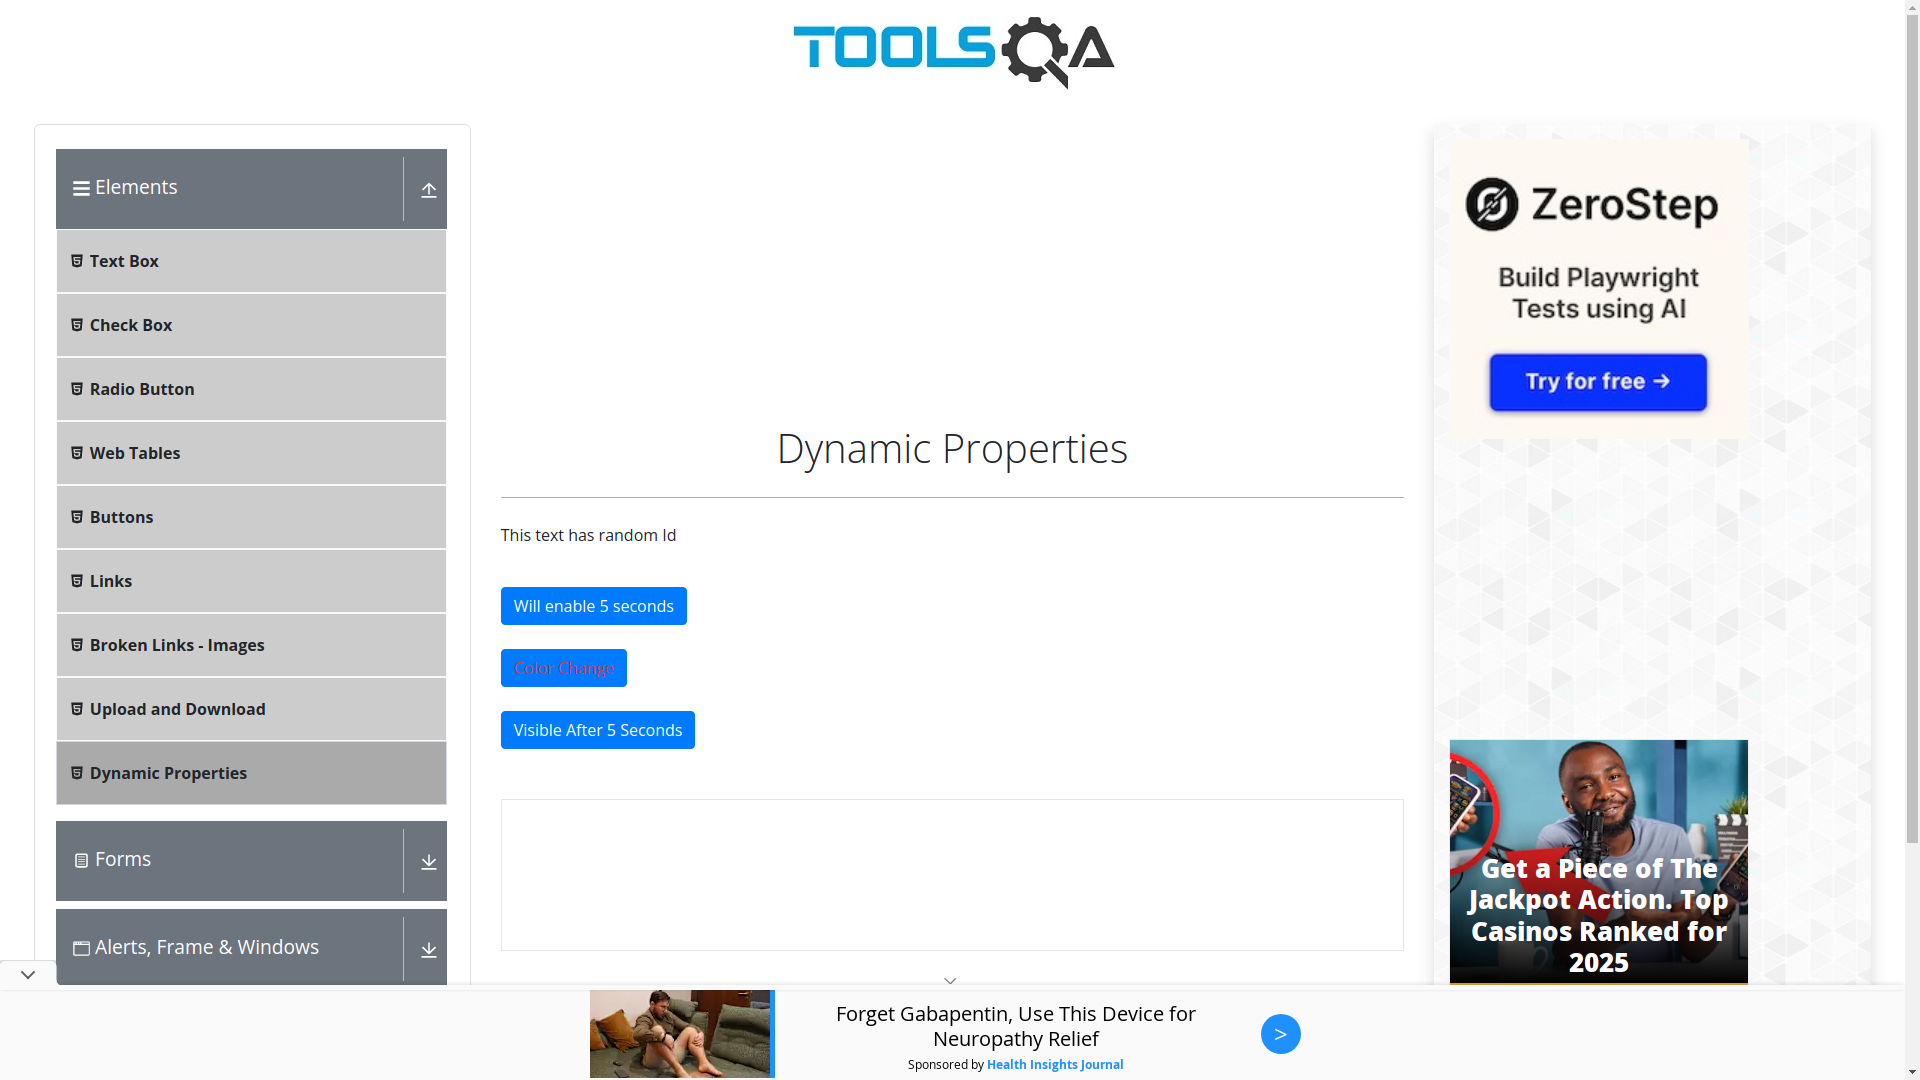 TOOLSQA
Elements
Text Box
Check Box
Radio Button
Web Tables
Buttons
Links
Broken Links - Images
Upload and Download
Dynamic Properties
Forms
Alerts, Frame & Windows
Dynamic Properties
This text has random Id
Will enable 5 seconds
Color Change
Visible After 5 Seconds
ZeroStep
Build Playwright
Tests using AI
Try for free →
Get a Piece of The
Jackpot Action. Top
Casinos Ranked for
2025
Forget Gabapentin, Use This Device for
Neuropathy Relief
Sponsored by Health Insights Journal
>